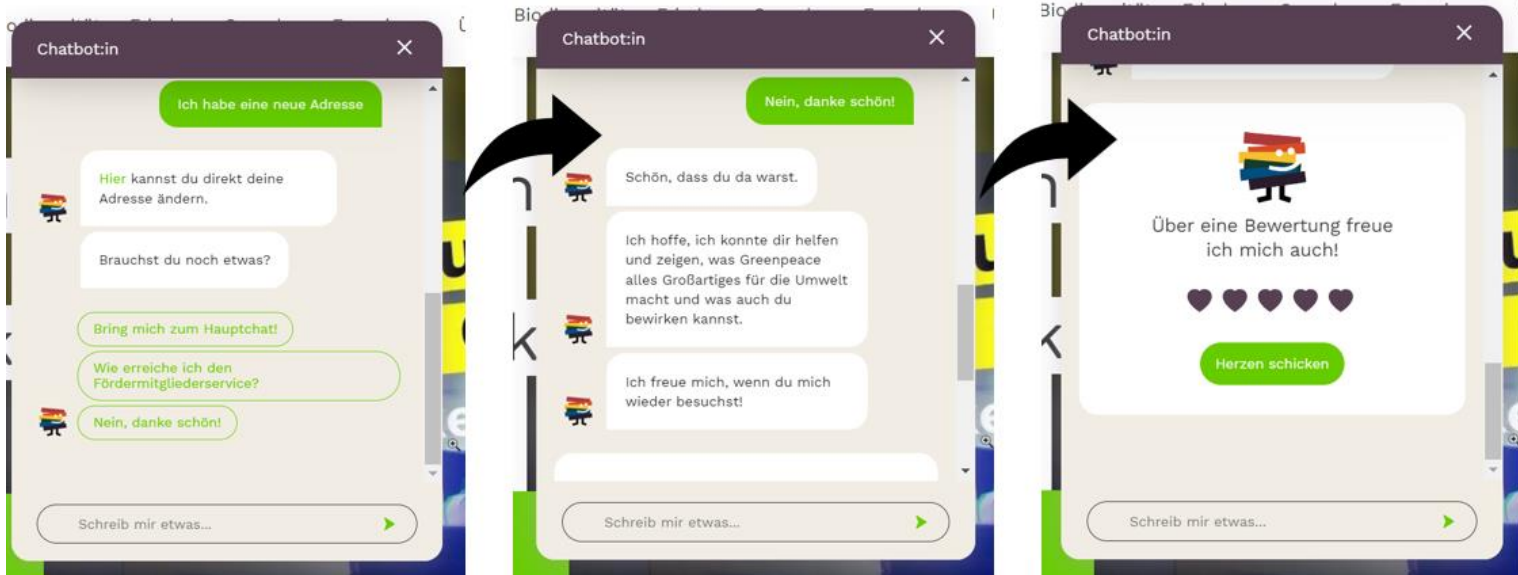 Chatbot:in
Ich habe eine neue Adresse
Hier kannst du direkt deine
Adresse ändern.
Brauchst du noch etwas?
Bring mich zum Hauptchat!
Wie erreiche ich den
Fördermitgliederservice?
Nein, danke schön!
Schreib mir etwas...
Chatbot:in
Nein, danke schön!
Schön, dass du da warst.
Ich hoffe, ich konnte dir helfen
und zeigen, was Greenpeace
alles Großartiges für die Umwelt
macht und was auch du
bewirken kannst.
Ich freue mich, wenn du mich
wieder besuchst!
Schreib mir etwas...
Chatbot:in
Über eine Bewertung freue
ich mich auch!
Herzen schicken
Schreib mir etwas...